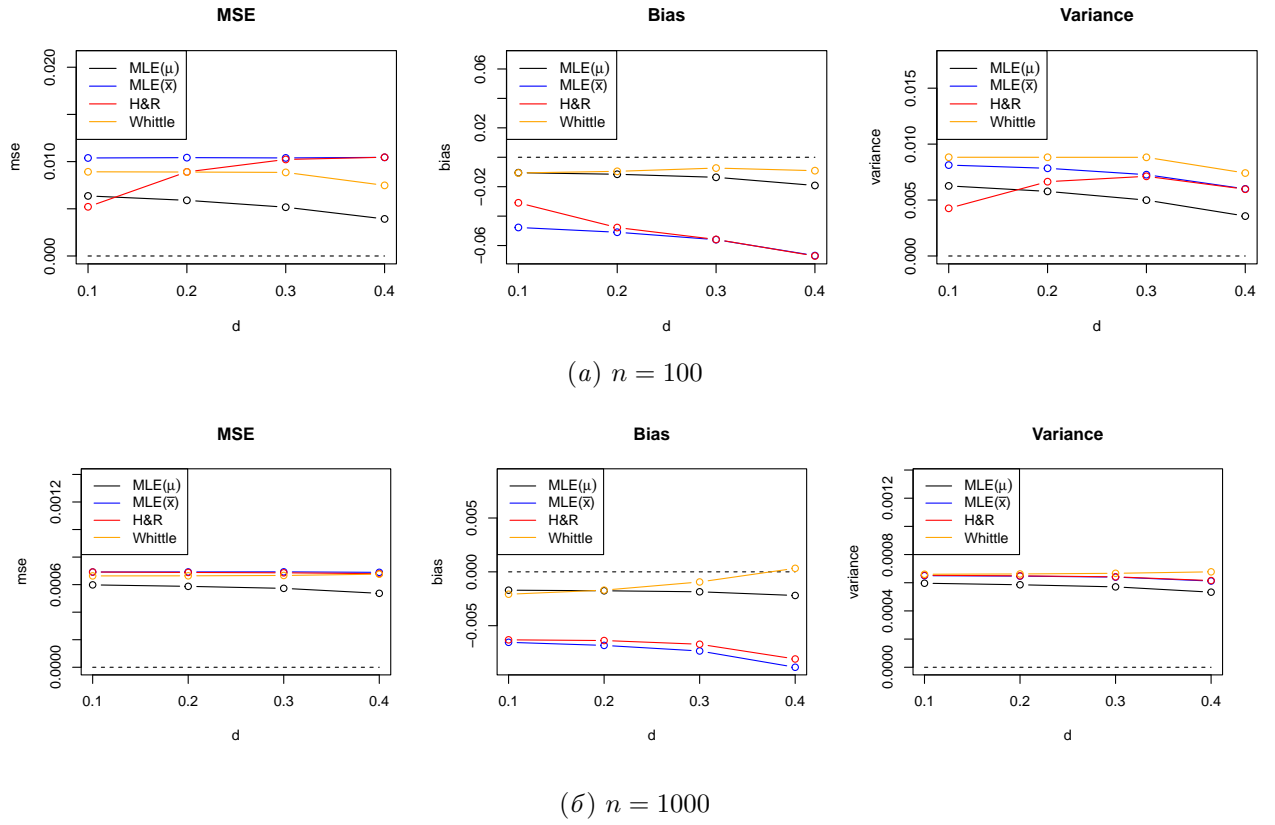 MSE
mse
0.000
0.010
0.020
MLE(μ)
MLE(x̅)
H&R
Whittle
0.1 0.2 0.3 0.4
d
Bias
bias
−0.06
−0.02
0.02
0.06
MLE(μ)
MLE(x̅)
H&R
Whittle
0.1 0.2 0.3 0.4
d
Variance
variance
0.000
0.005
0.010
0.015
MLE(μ)
MLE(x̅)
H&R
Whittle
0.1 0.2 0.3 0.4
d
(а) n = 100
MSE
mse
0.0000
0.0006
0.0012
MLE(μ)
MLE(x̅)
H&R
Whittle
0.1 0.2 0.3 0.4
d
Bias
bias
−0.005
0.000
0.005
MLE(μ)
MLE(x̅)
H&R
Whittle
0.1 0.2 0.3 0.4
d
Variance
variance
0.0000
0.0004
0.0008
0.0012
MLE(μ)
MLE(x̅)
H&R
Whittle
0.1 0.2 0.3 0.4
d
(б) n = 1000